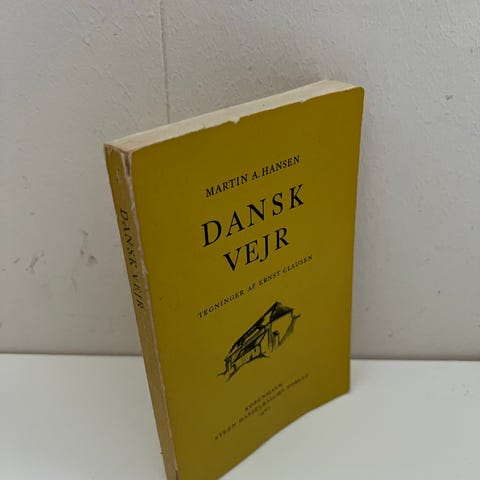 MARTIN A. HANSEN
DANSK
VEJR
TEGNINGER AF ERNST CLAUSEN
KØBENHAVN
STEEN HASSELBALCHS FORLAG
DANSK VEJR